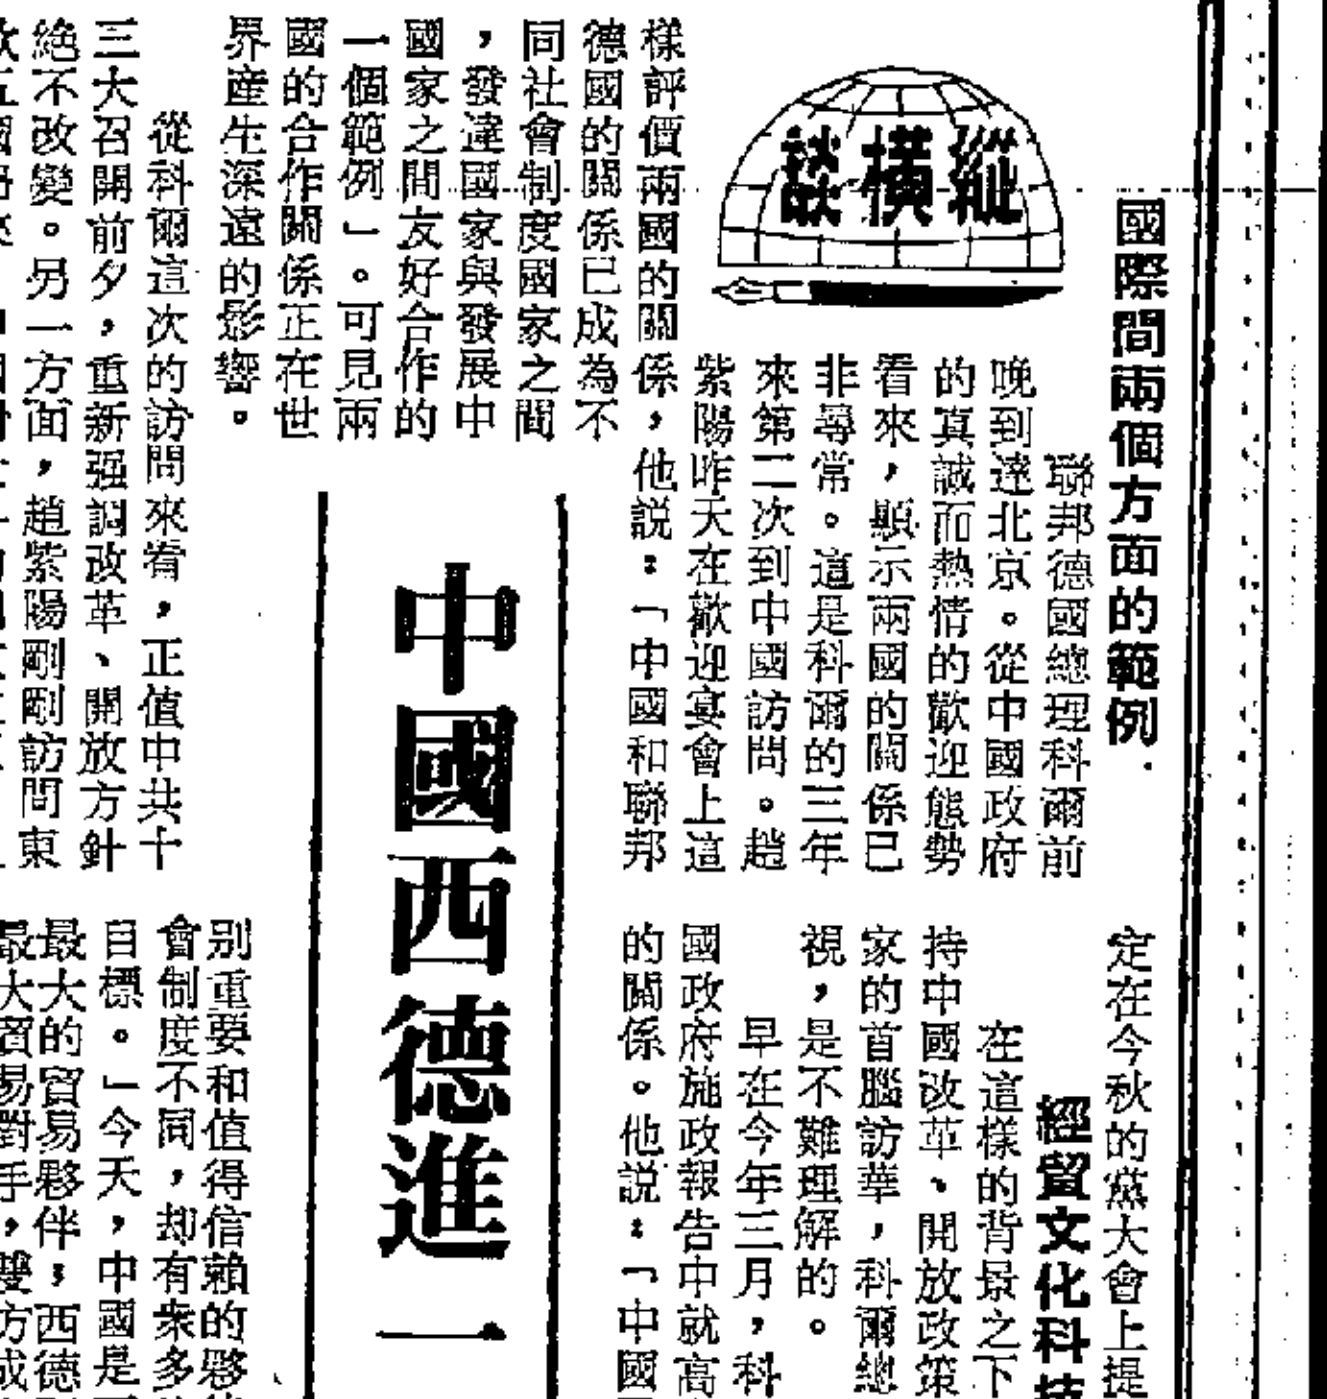 縱橫談
國際間兩個方面的範例．
聯邦德國總理科爾前
晚到達北京。從中國政府
的真誠而熱情的歡迎態勢
看來，顯示兩國的關係已
非尋常。這是科爾的三年
來第二次到中國訪問。趙
紫陽昨天在歡迎宴會上這
樣評價兩國的關係，他説：「中國和聯邦
德國的關係已成為不
同社會制度國家之間
，發達國家與發展中
國家之間友好合作的
一個範例」。可見兩
國的合作關係正在世
界産生深遠的影響。
從科爾這次的訪問來看，正值中共十
三大召開前夕，重新强調改革、開放方針
絕不改變。另一方面，趙紫陽剛剛訪問東
中國西德進一
定在今秋的黨大會上提
經貿文化科技
在這樣的背景之下
持中國改革、開放政策
家的首腦訪華，科爾總
視，是不難理解的。
早在今年三月，科
國政府施政報告中就高
的關係。他説：「中國
别重要和值得信賴的夥
會制度不同，却有衆多
目標。」今天，中國是
最大的貿易夥伴；西德
最大貿易對手，雙方成